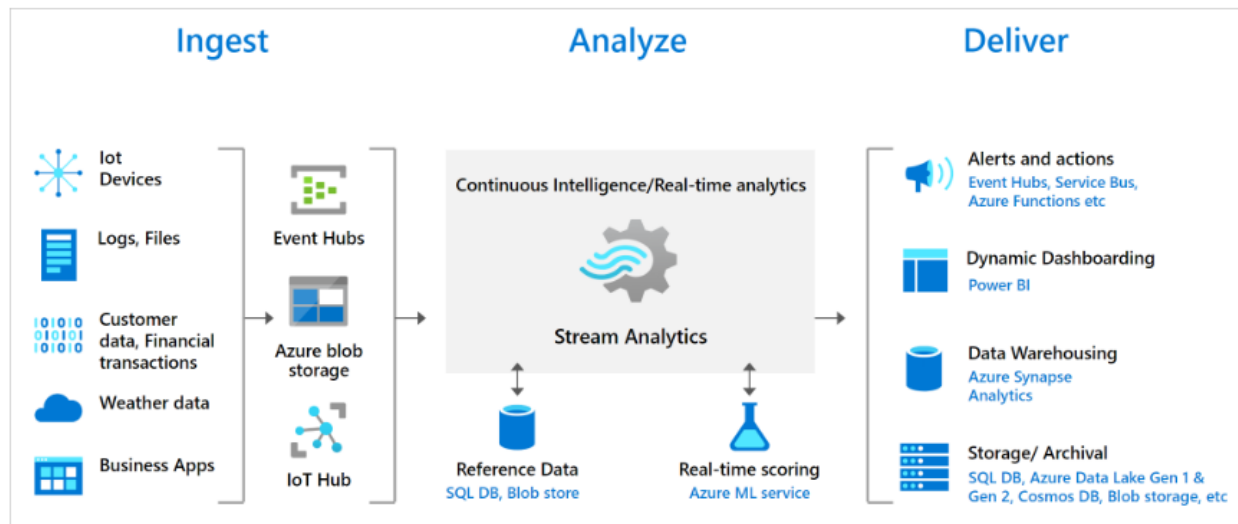 Ingest
Analyze
Deliver
Iot
Devices
Logs, Files
Customer
data, Financial
transactions
Weather data
Business Apps
Event Hubs
Azure blob
storage
IoT Hub
Continuous Intelligence/Real-time analytics
Stream Analytics
Reference Data
SQL DB, Blob store
Real-time scoring
Azure ML service
Alerts and actions
Event Hubs, Service Bus,
Azure Functions etc
Dynamic Dashboarding
Power BI
Data Warehousing
Azure Synapse
Analytics
Storage/ Archival
SQL DB, Azure Data Lake Gen 1 &
Gen 2, Cosmos DB, Blob storage, etc